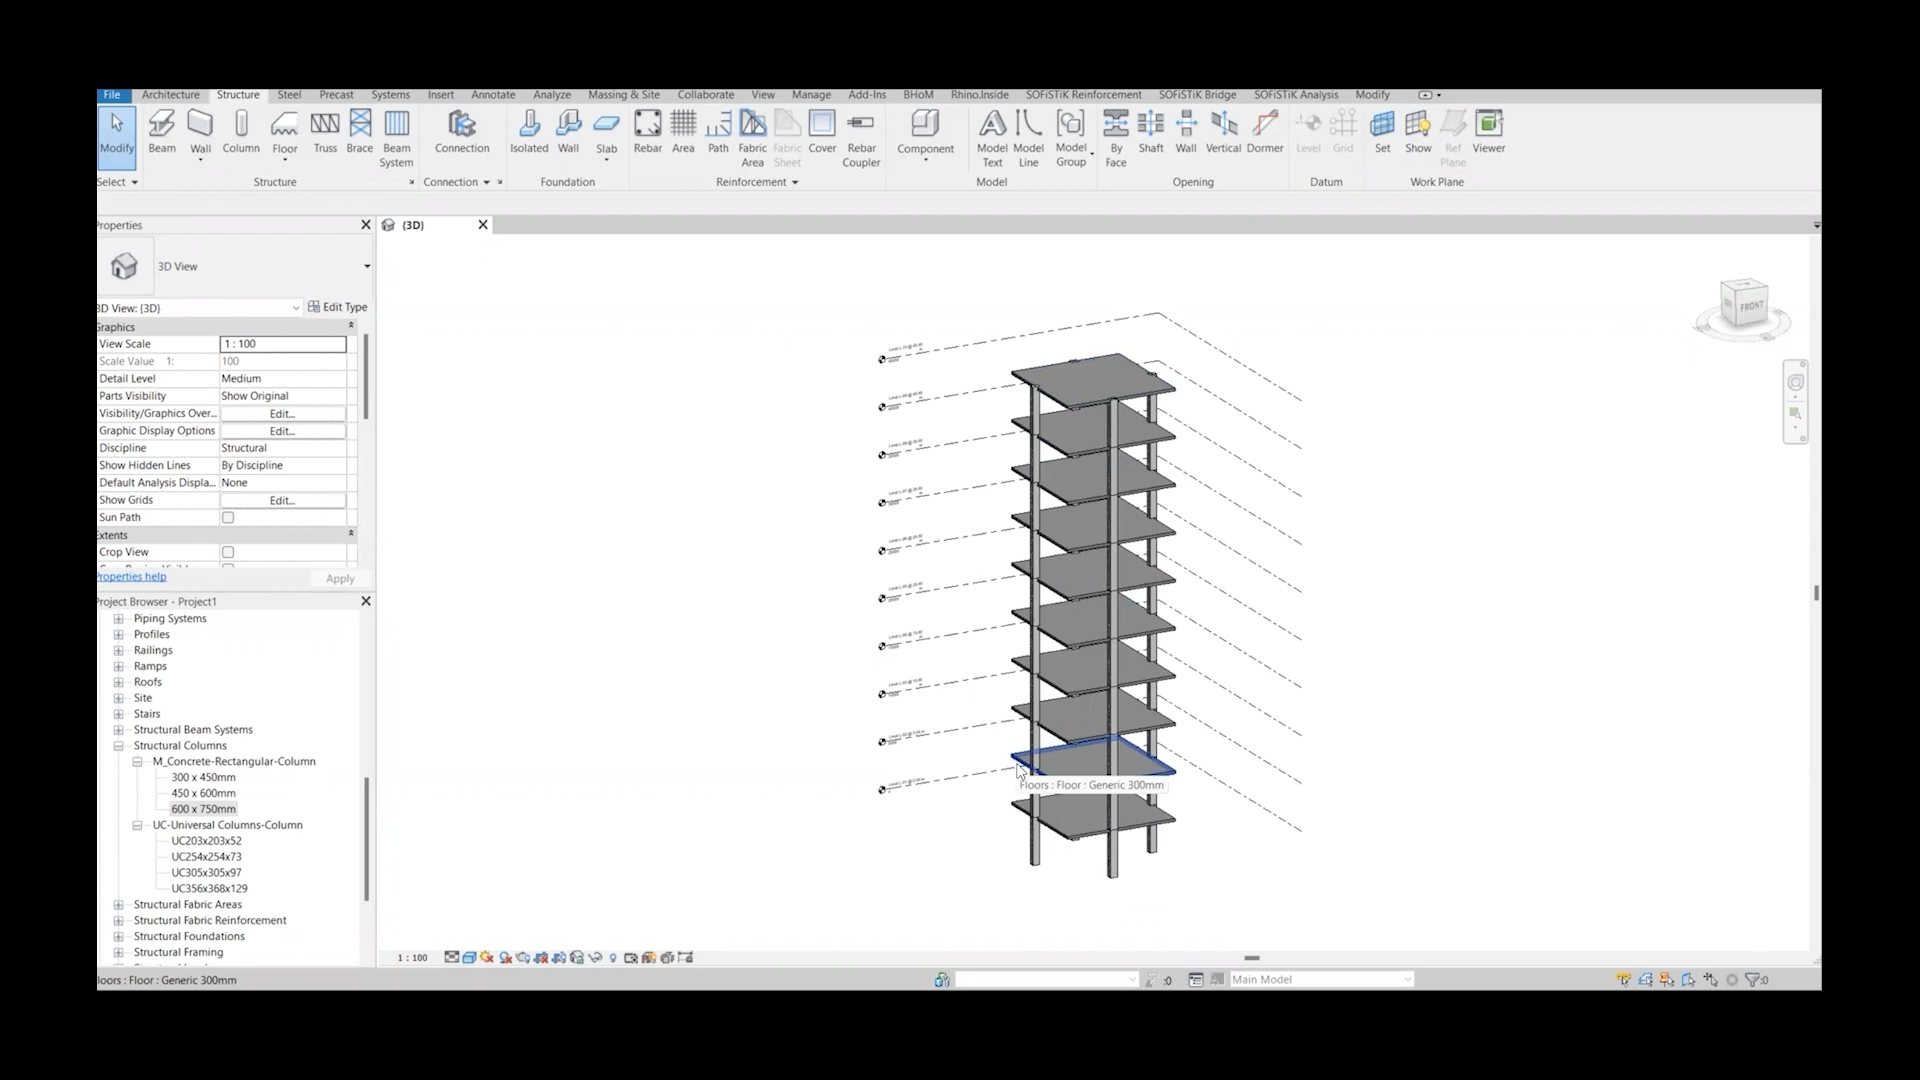 File Architecture Structure Steel Precast Systems Insert Annotate Analyze Massing & Site Collaborate View Manage Add-Ins BHoM Rhino.Inside SOFiSTiK Reinforcement SOFiSTiK Bridge SOFiSTiK Analysis Modify
Modify Beam Wall Column Floor Truss Brace Beam System Connection Isolated Wall Slab Rebar Area Path Fabric Area Fabric Sheet Cover Rebar Coupler Component Model Text Model Line Model Group By Face Shaft Wall Vertical Dormer Level Grid Set Show Ref Plane Viewer
Select Structure Connection Foundation Reinforcement Model Opening Datum Work Plane
Properties
{3D}
3D View
3D View: {3D} Edit Type
Graphics
View Scale 1 : 100
Scale Value 1: 100
Detail Level Medium
Parts Visibility Show Original
Visibility/Graphics Over... Edit...
Graphic Display Options Edit...
Discipline Structural
Show Hidden Lines By Discipline
Default Analysis Displa... None
Show Grids Edit...
Sun Path
Extents
Crop View
Properties help Apply
Project Browser - Project1
Piping Systems
Profiles
Railings
Ramps
Roofs
Site
Stairs
Structural Beam Systems
Structural Columns
M_Concrete-Rectangular-Column
300 x 450mm
450 x 600mm
600 x 750mm
UC-Universal Columns-Column
UC203x203x52
UC254x254x73
UC305x305x97
UC356x368x129
Structural Fabric Areas
Structural Fabric Reinforcement
Structural Foundations
Structural Framing
FRONT
Floors : Floor : Generic 300mm
1 : 100
loors : Floor : Generic 300mm
:0
Main Model
:0